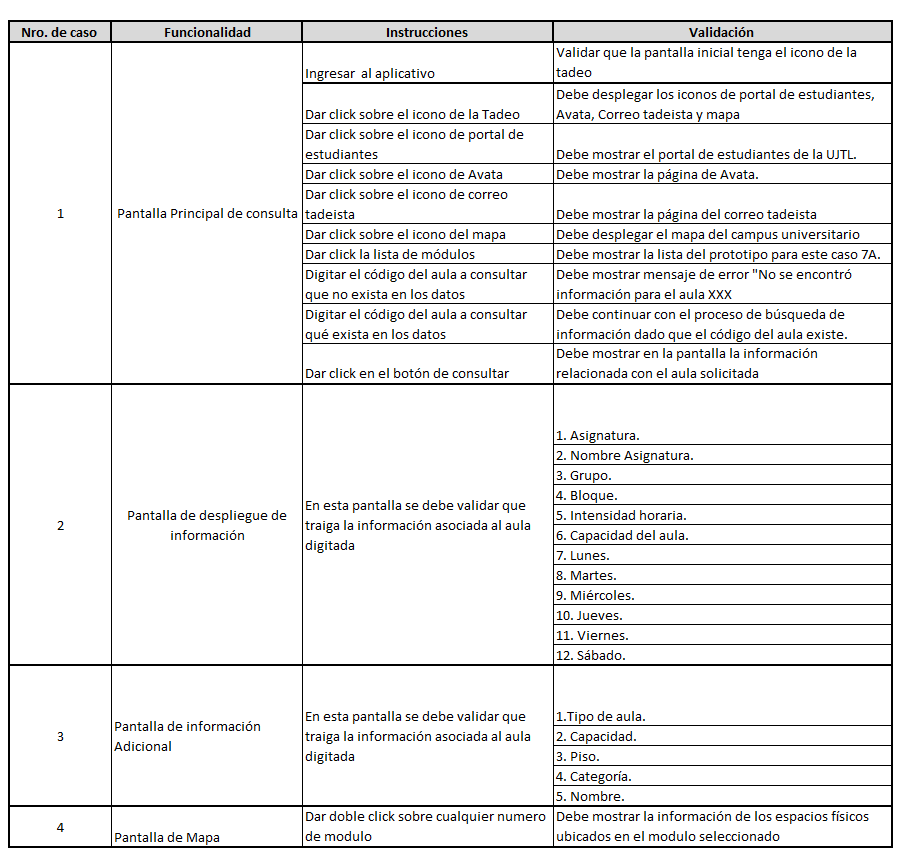 Nro. de caso Funcionalidad Instrucciones Validación
1
Pantalla Principal de consulta
Ingresar al aplicativo
Validar que la pantalla inicial tenga el icono de la
tadeo
Dar click sobre el icono de la Tadeo
Debe desplegar los iconos de portal de estudiantes,
Avata, Correo tadeista y mapa
Dar click sobre el icono de portal de
estudiantes
Debe mostrar el portal de estudiantes de la UJTL.
Dar click sobre el icono de Avata
Debe mostrar la página de Avata.
Dar click sobre el icono de correo
tadeista
Debe mostrar la página del correo tadeista
Dar click sobre el icono del mapa
Debe desplegar el mapa del campus universitario
Dar click la lista de módulos
Debe mostrar la lista del prototipo para este caso 7A.
Digitar el código del aula a consultar
que no exista en los datos
Debe mostrar mensaje de error "No se encontró
información para el aula XXX
Digitar el código del aula a consultar
qué exista en los datos
Debe continuar con el proceso de búsqueda de
información dado que el código del aula existe.
Dar click en el botón de consultar
Debe mostrar en la pantalla la información
relacionada con el aula solicitada
2
Pantalla de despliegue de
información
En esta pantalla se debe validar que
traiga la información asociada al aula
digitada
1. Asignatura.
2. Nombre Asignatura.
3. Grupo.
4. Bloque.
5. Intensidad horaria.
6. Capacidad del aula.
7. Lunes.
8. Martes.
9. Miércoles.
10. Jueves.
11. Viernes.
12. Sábado.
3
Pantalla de información
Adicional
En esta pantalla se debe validar que
traiga la información asociada al aula
digitada
1.Tipo de aula.
2. Capacidad.
3. Piso.
4. Categoría.
5. Nombre.
4
Pantalla de Mapa
Dar doble click sobre cualquier numero
de modulo
Debe mostrar la información de los espacios físicos
ubicados en el modulo seleccionado